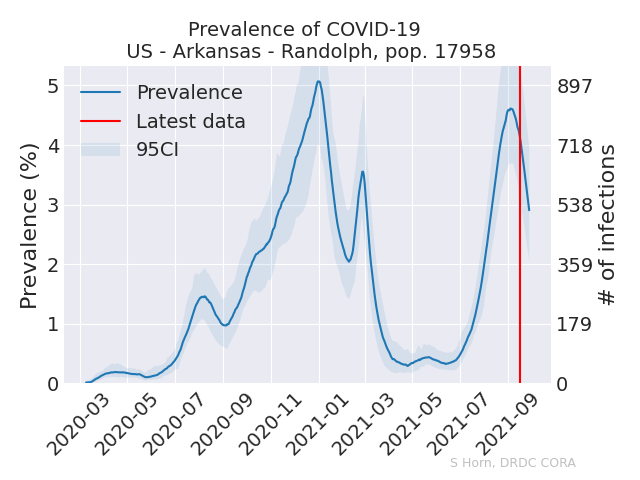 Prevalence of COVID-19
US - Arkansas - Randolph, pop. 17958
Prevalence
Latest data
95CI
Prevalence (%)
5
4
3
2
1
0
897
718
538
359
179
0
# of infections
2020-03
2020-05
2020-07
2020-09
2020-11
2021-01
2021-03
2021-05
2021-07
2021-09
S Horn, DRDC CORA